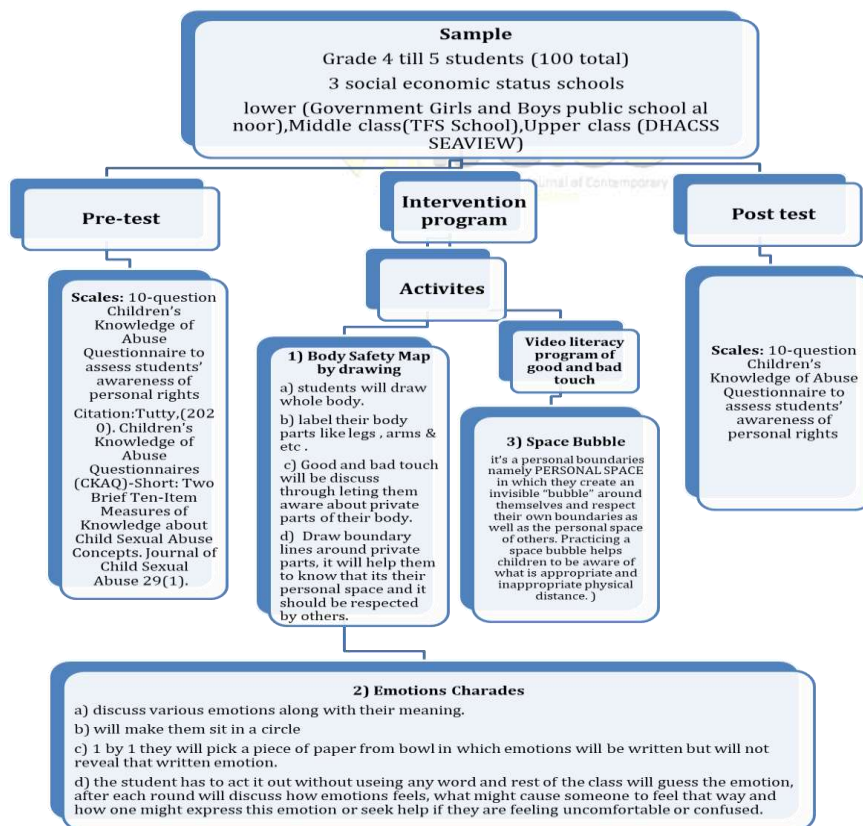 Sample
Grade 4 till 5 students (100 total)
3 social economic status schools
lower (Government Girls and Boys public school al
noor),Middle class(TFS School),Upper class (DHACSS
SEAVIEW)
urnal of Contemporary
Pre-test
Intervention
program
Post test
Scales: 10-question
Children's
Knowledge of
Abuse
Questionnaire to
assess students'
awareness of
personal rights
Citation:Tutty,(202
0). Children's
Knowledge of
Abuse
Questionnaires
(CKAQ)-Short: Two
Brief Ten-Item
Measures of
Knowledge about
Child Sexual Abuse
Concepts. Journal of
Child Sexual
Abuse 29(1).
Activites
1) Body Safety Map
by drawing
a) students will draw
whole body.
b) label their body
parts like legs , arms &
etc .
c) Good and bad touch
will be discuss
through leting them
aware about private
parts of their body.
d) Draw boundary
lines around private
parts, it will help them
to know that its their
personal space and it
should be respected
by others.
Video literacy
program of
good and bad
touch
3) Space Bubble
it's a personal boundaries
namely PERSONAL SPACE
in which they create an
invisible "bubble" around
themselves and respect
their own boundaries as
well as the personal space
of others. Practicing a
space bubble helps
children to be aware of
what is appropriate and
inappropriate physical
distance. )
Scales: 10-question
Children's
Knowledge of Abuse
Questionnaire to
assess students'
awareness of
personal rights
2) Emotions Charades
a) discuss various emotions along with their meaning.
b) will make them sit in a circle
c) 1 by 1 they will pick a piece of paper from bowl in which emotions will be written but will not
reveal that written emotion.
d) the student has to act it out without useing any word and rest of the class will guess the emotion,
after each round will discuss how emotions feels, what might cause someone to feel that way and
how one might express this emotion or seek help if they are feeling uncomfortable or confused.